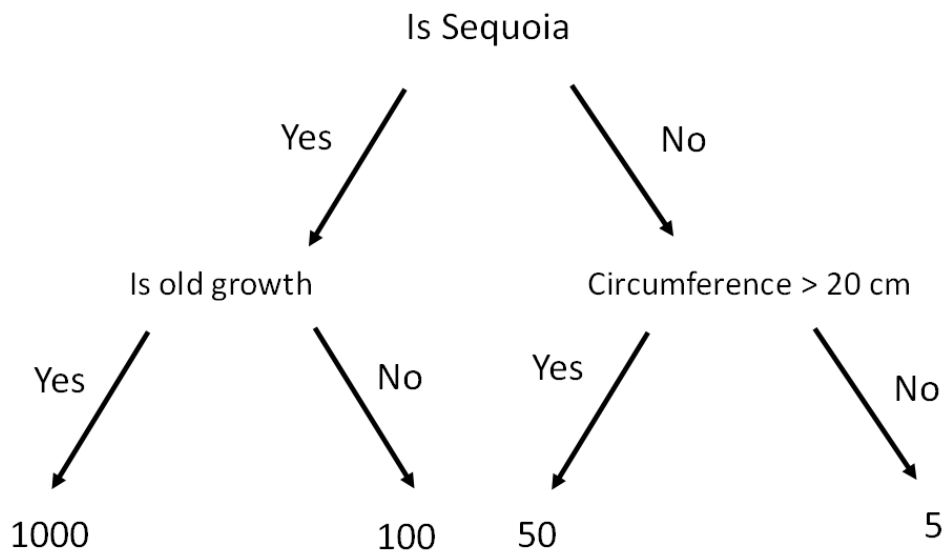 Is Sequoia
Yes
No
Is old growth
Circumference > 20 cm
Yes
No
Yes
No
1000
100
50
5